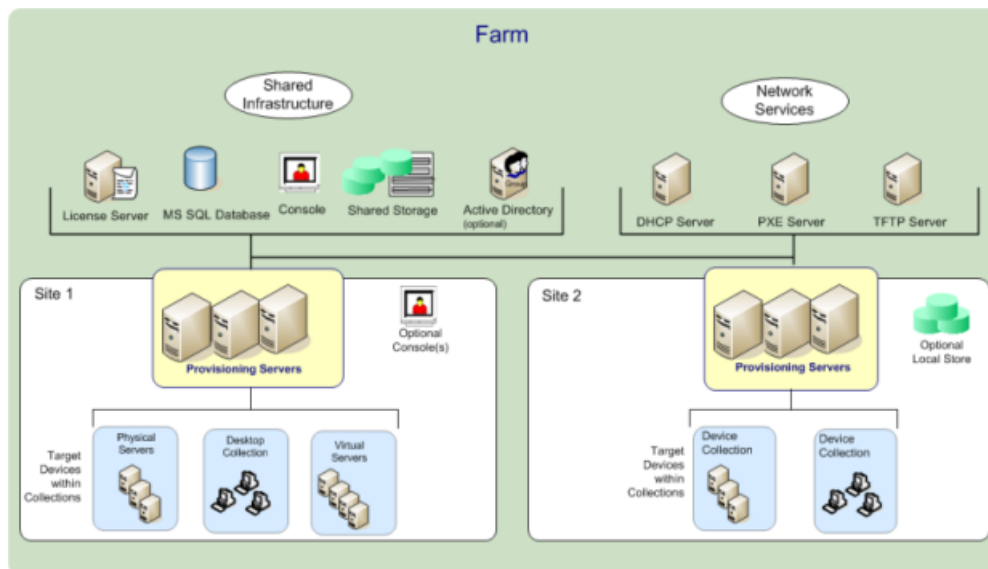 Farm
Shared
Infrastructure
Network
Services
License Server
MS SQL Database
Console
Shared Storage
Group
Active Directory
(optional)
DHCP Server
PXE Server
TFTP Server
Site 1
Provisioning Servers
Optional
Console(s)
Physical
Servers
Desktop
Collection
Virtual
Servers
Target
Devices
within
Collections
Site 2
Provisioning Servers
Optional
Local Store
Device
Collection
Device
Collection
Target
Devices
within
Collections